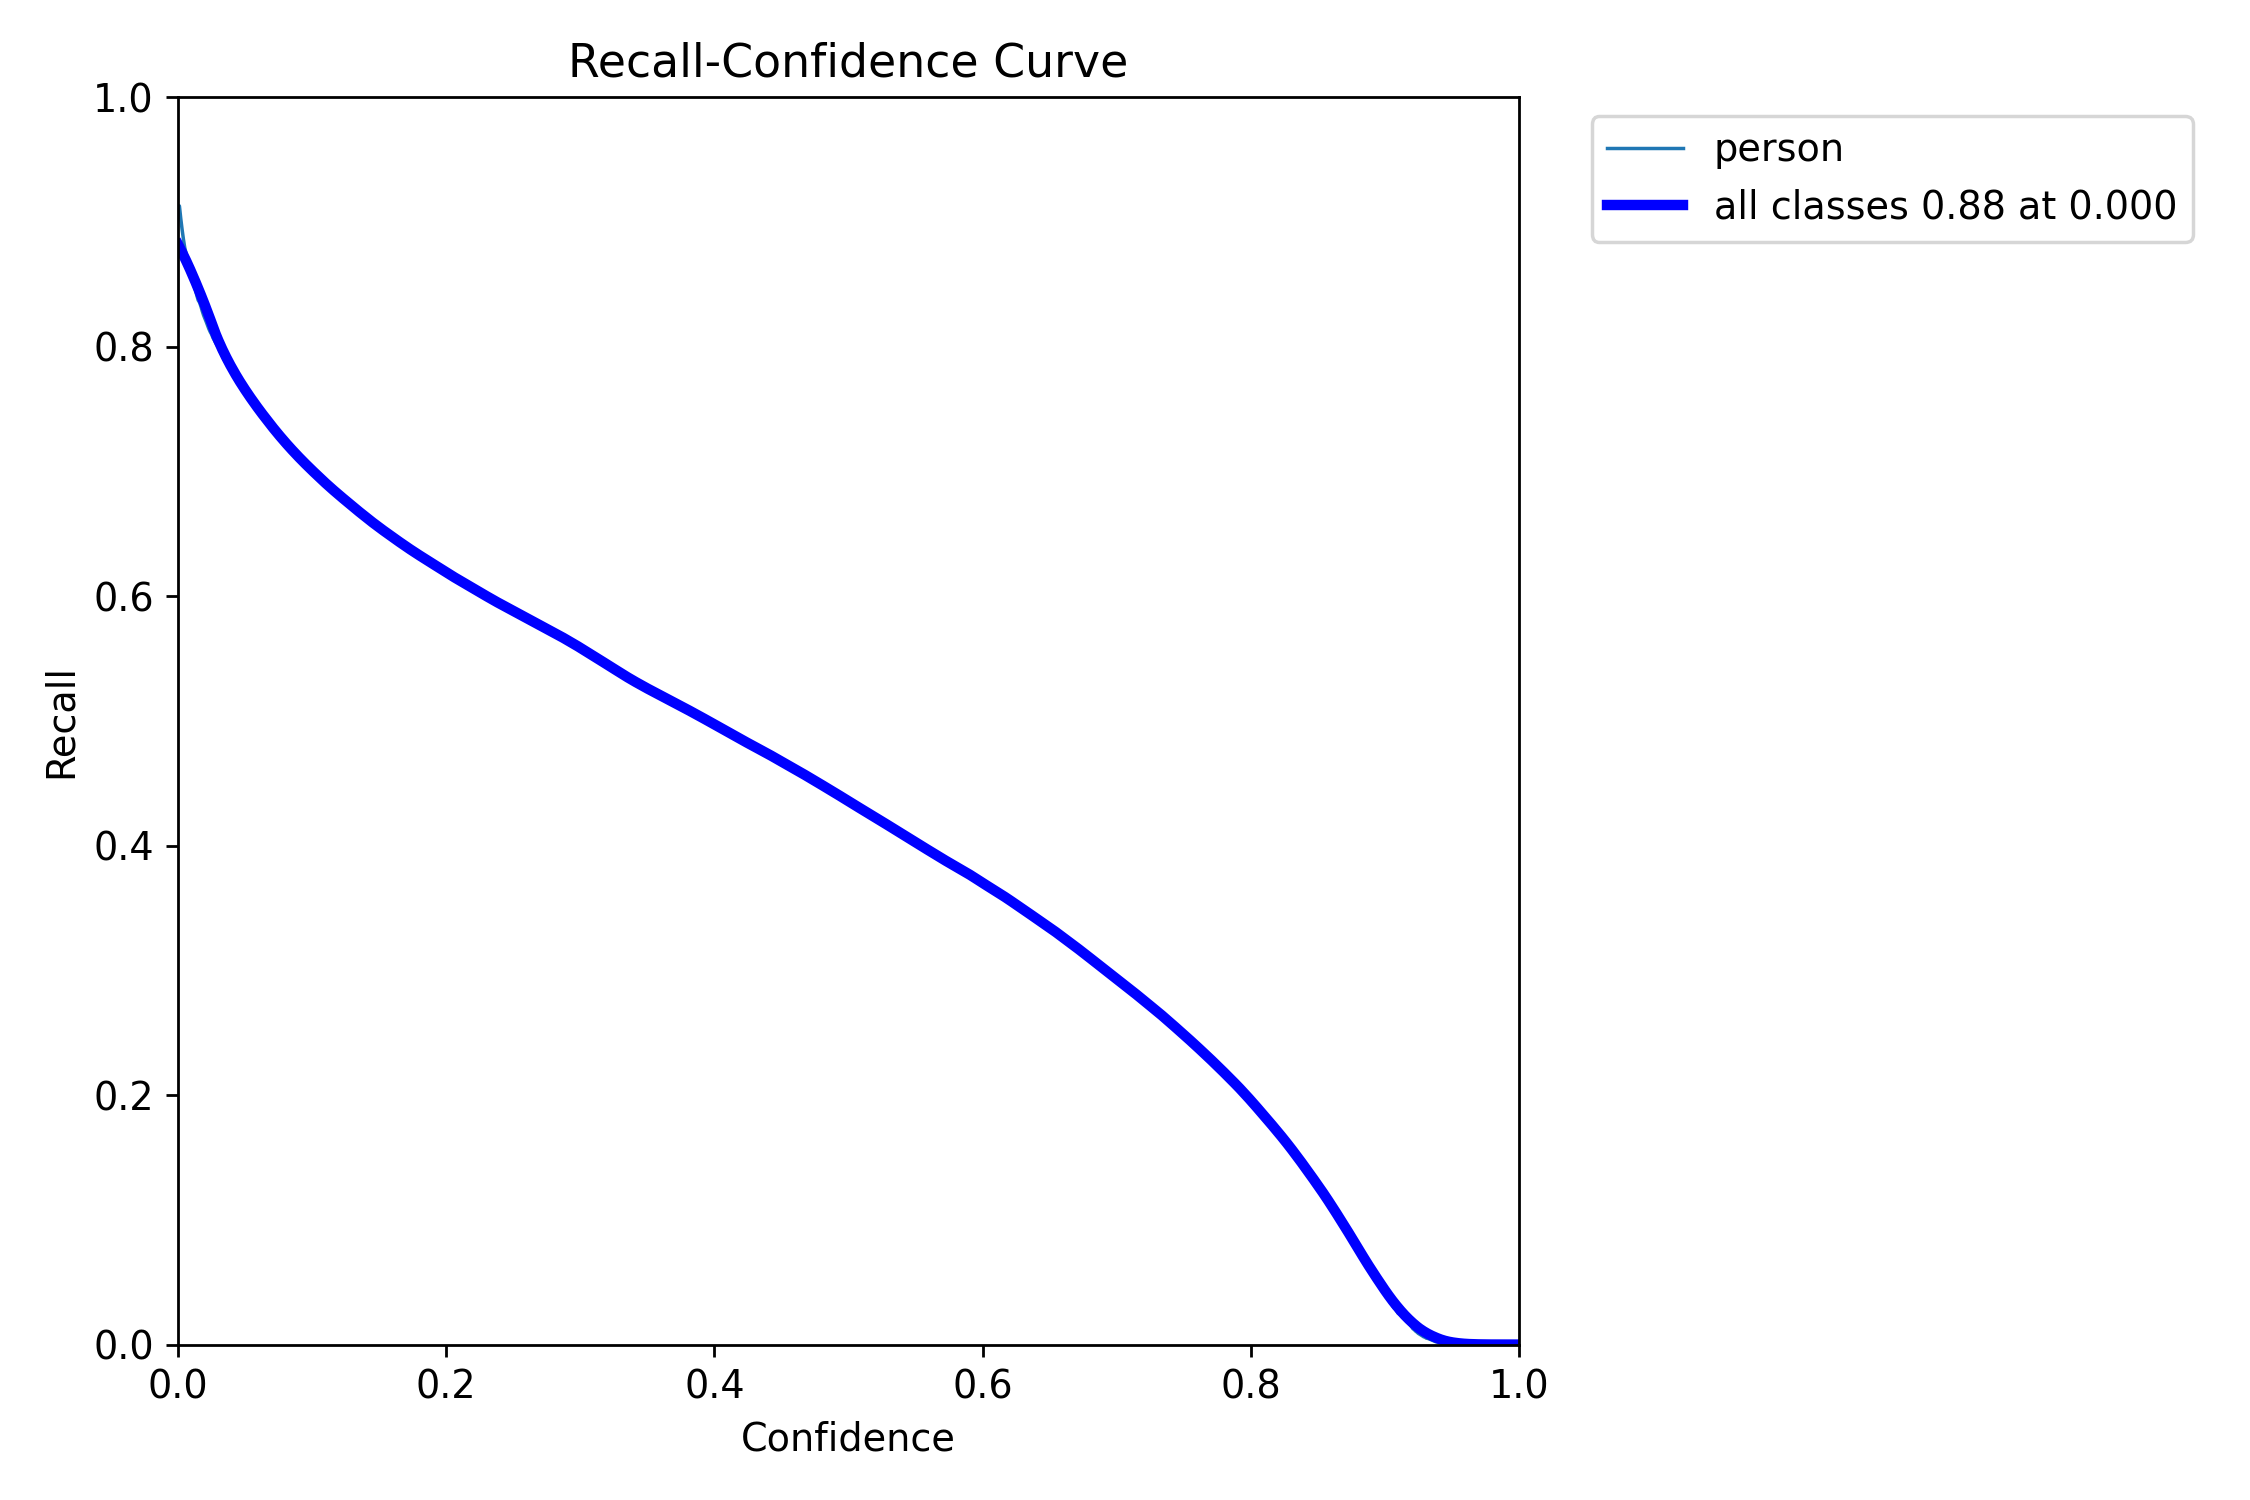 Recall-Confidence Curve
person
all classes 0.88 at 0.000
Recall
1.0
0.8
0.6
0.4
0.2
0.0
0.0 0.2 0.4 0.6 0.8 1.0
Confidence